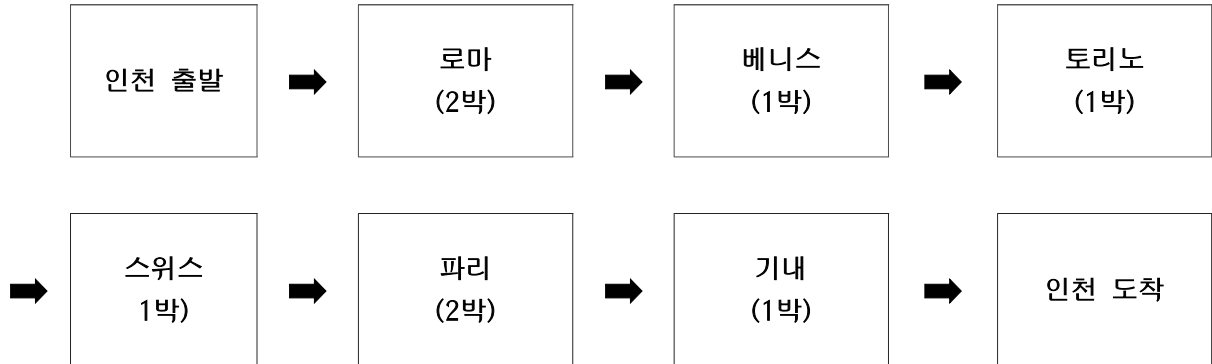 인천 출발
로마
(2박)
베니스
(1박)
토리노
(1박)
스위스
1박)
파리
(2박)
기내
(1박)
인천 도착